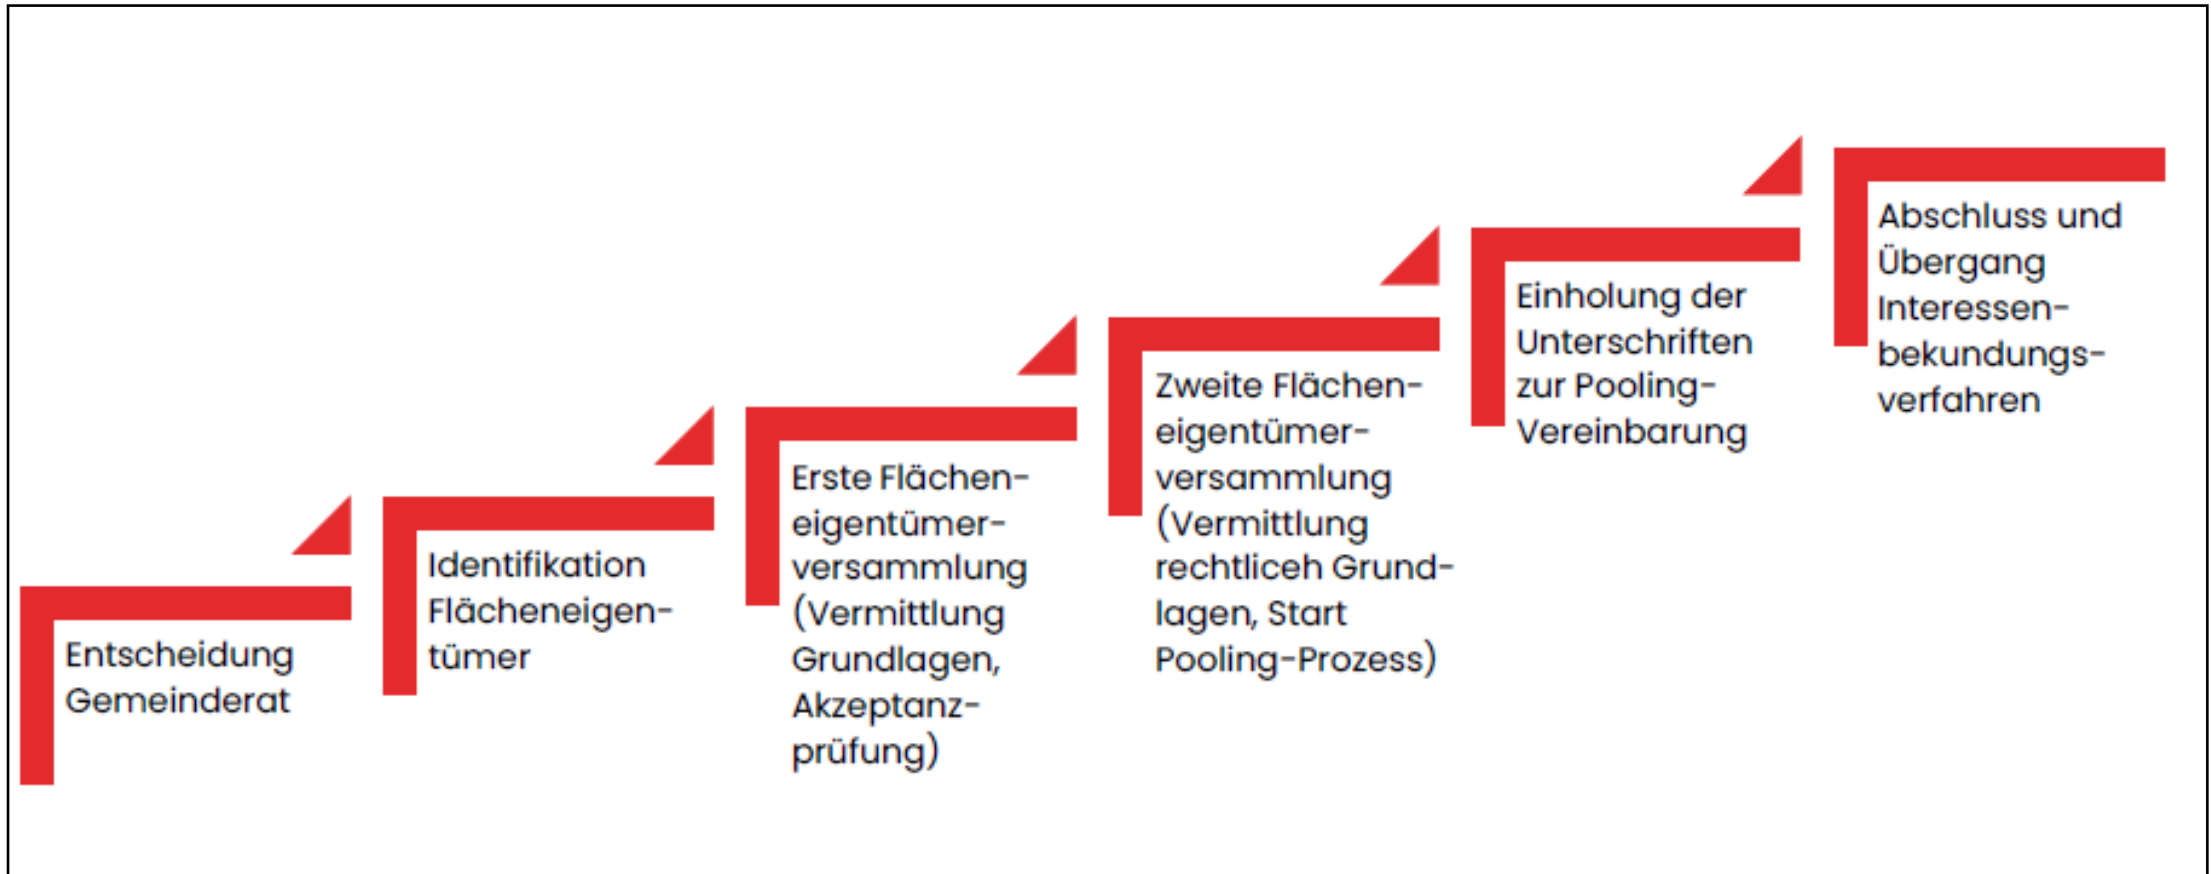 Entscheidung
Gemeinderat
Identifikation
Flächeneigen-
tümer
Erste Flächen-
eigentümer-
versammlung
(Vermittlung
Grundlagen,
Akzeptanz-
prüfung)
Zweite Flächen-
eigentümer-
versammlung
(Vermittlung
rechtliceh Grund-
lagen, Start
Pooling-Prozess)
Einholung der
Unterschriften
zur Pooling-
Vereinbarung
Abschluss und
Übergang
Interessen-
bekundungs-
verfahren